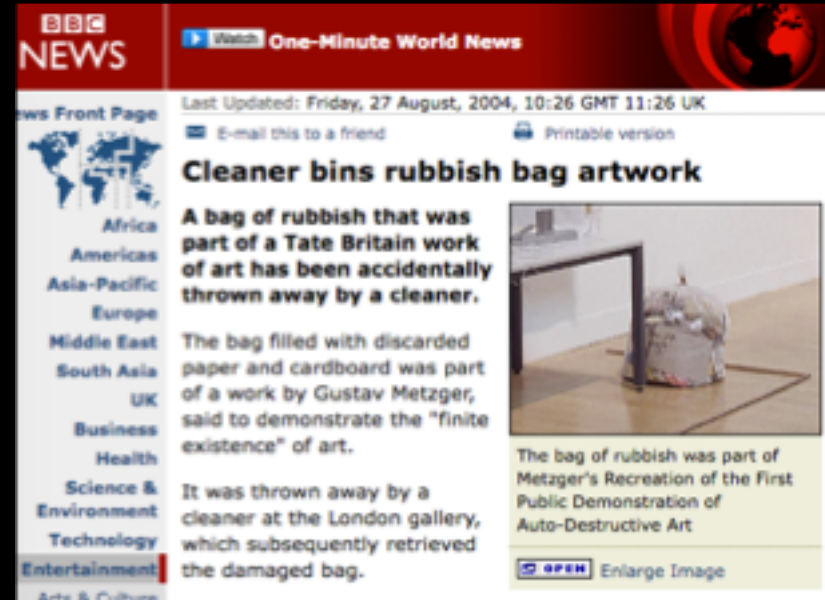 BBC
NEWS
Watch One-Minute World News
Last Updated: Friday, 27 August, 2004, 10:26 GMT 11:26 UK
E-mail this to a friend
Printable version
ews Front Page
Africa
Americas
Asia-Pacific
Europe
Middle East
South Asia
UK
Business
Health
Science &
Environment
Technology
Entertainment
Arts & Culture
Cleaner bins rubbish bag artwork
A bag of rubbish that was
part of a Tate Britain work
of art has been accidentally
thrown away by a cleaner.
The bag filled with discarded
paper and cardboard was part
of a work by Gustav Metzger,
said to demonstrate the "finite
existence" of art.
It was thrown away by a
cleaner at the London gallery,
which subsequently retrieved
the damaged bag.
The bag of rubbish was part of
Metzger's Recreation of the First
Public Demonstration of
Auto-Destructive Art
OPEN Enlarge Image